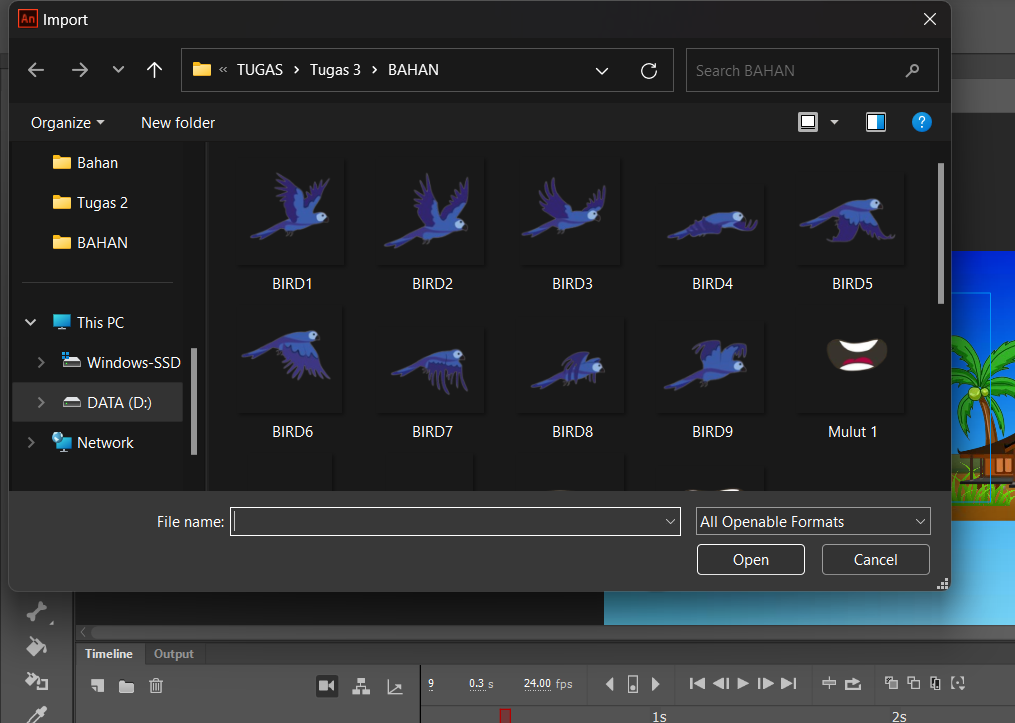 An Import
« TUGAS › Tugas 3 › BAHAN
Search BAHAN
Organize
New folder
?
Bahan
Tugas 2
BAHAN
This PC
Windows-SSD
DATA (D:)
Network
BIRD1 BIRD2 BIRD3 BIRD4 BIRD5
BIRD6 BIRD7 BIRD8 BIRD9 Mulut 1
File name:
All Openable Formats
Open Cancel
Timeline Output
9 0.3 s 24.00 fps
1s 2s